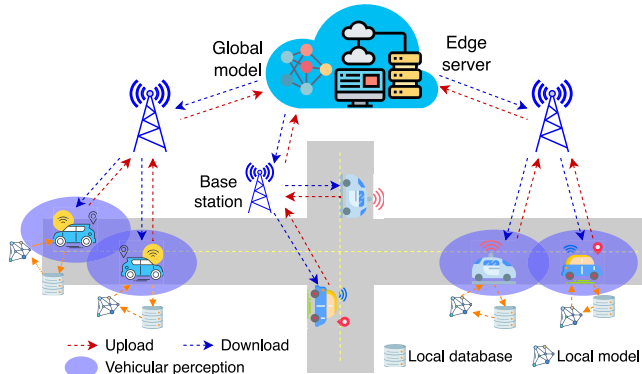 Global
model
Edge
server
Base
station
Upload
Download
Vehicular perception
Local database
Local model